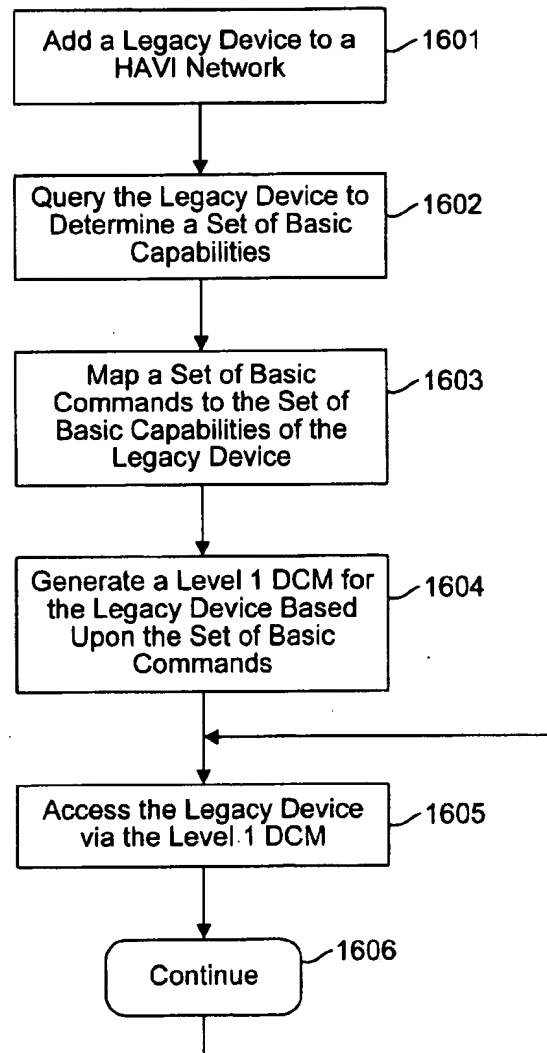 Add a Legacy Device to a
HAVI Network
1601
Query the Legacy Device to
Determine a Set of Basic
Capabilities
1602
Map a Set of Basic
Commands to the Set of
Basic Capabilities of the
Legacy Device
1603
Generate a Level 1 DCM for
the Legacy Device Based
Upon the Set of Basic
Commands
1604
Access the Legacy Device
via the Level 1 DCM
1605
Continue
1606